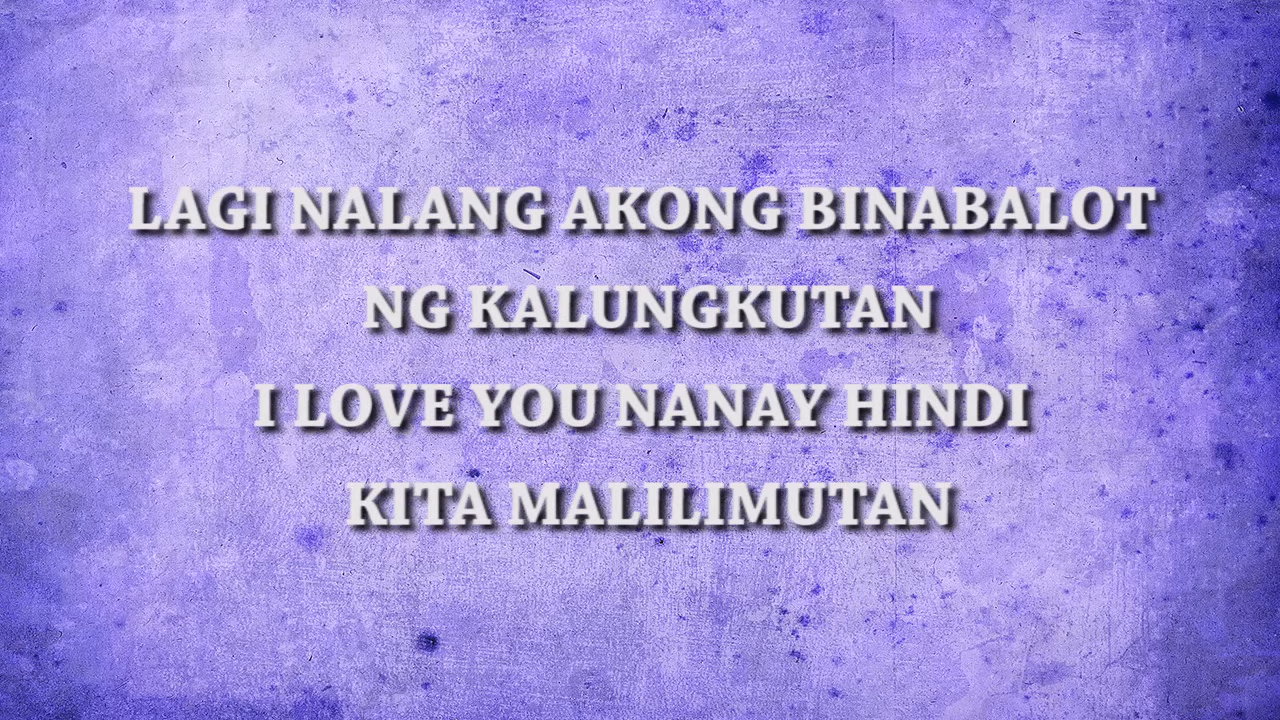 LAGI NALANG AKONG BINABALOT
NG KALUNGKUTAN
I LOVE YOU NANAY HINDI
KITA MALILIMUTAN